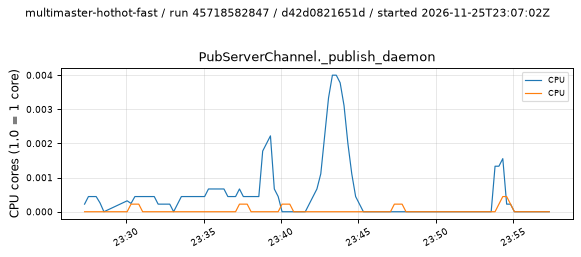 multimaster-hothot-fast / run 45718582847 / d42d0821651d / started 2026-11-25T23:07:02Z
PubServerChannel._publish_daemon
CPU cores (1.0 = 1 core)
0.004
0.003
0.002
0.001
0.000
CPU
CPU
23:30
23:35
23:40
23:45
23:50
23:55